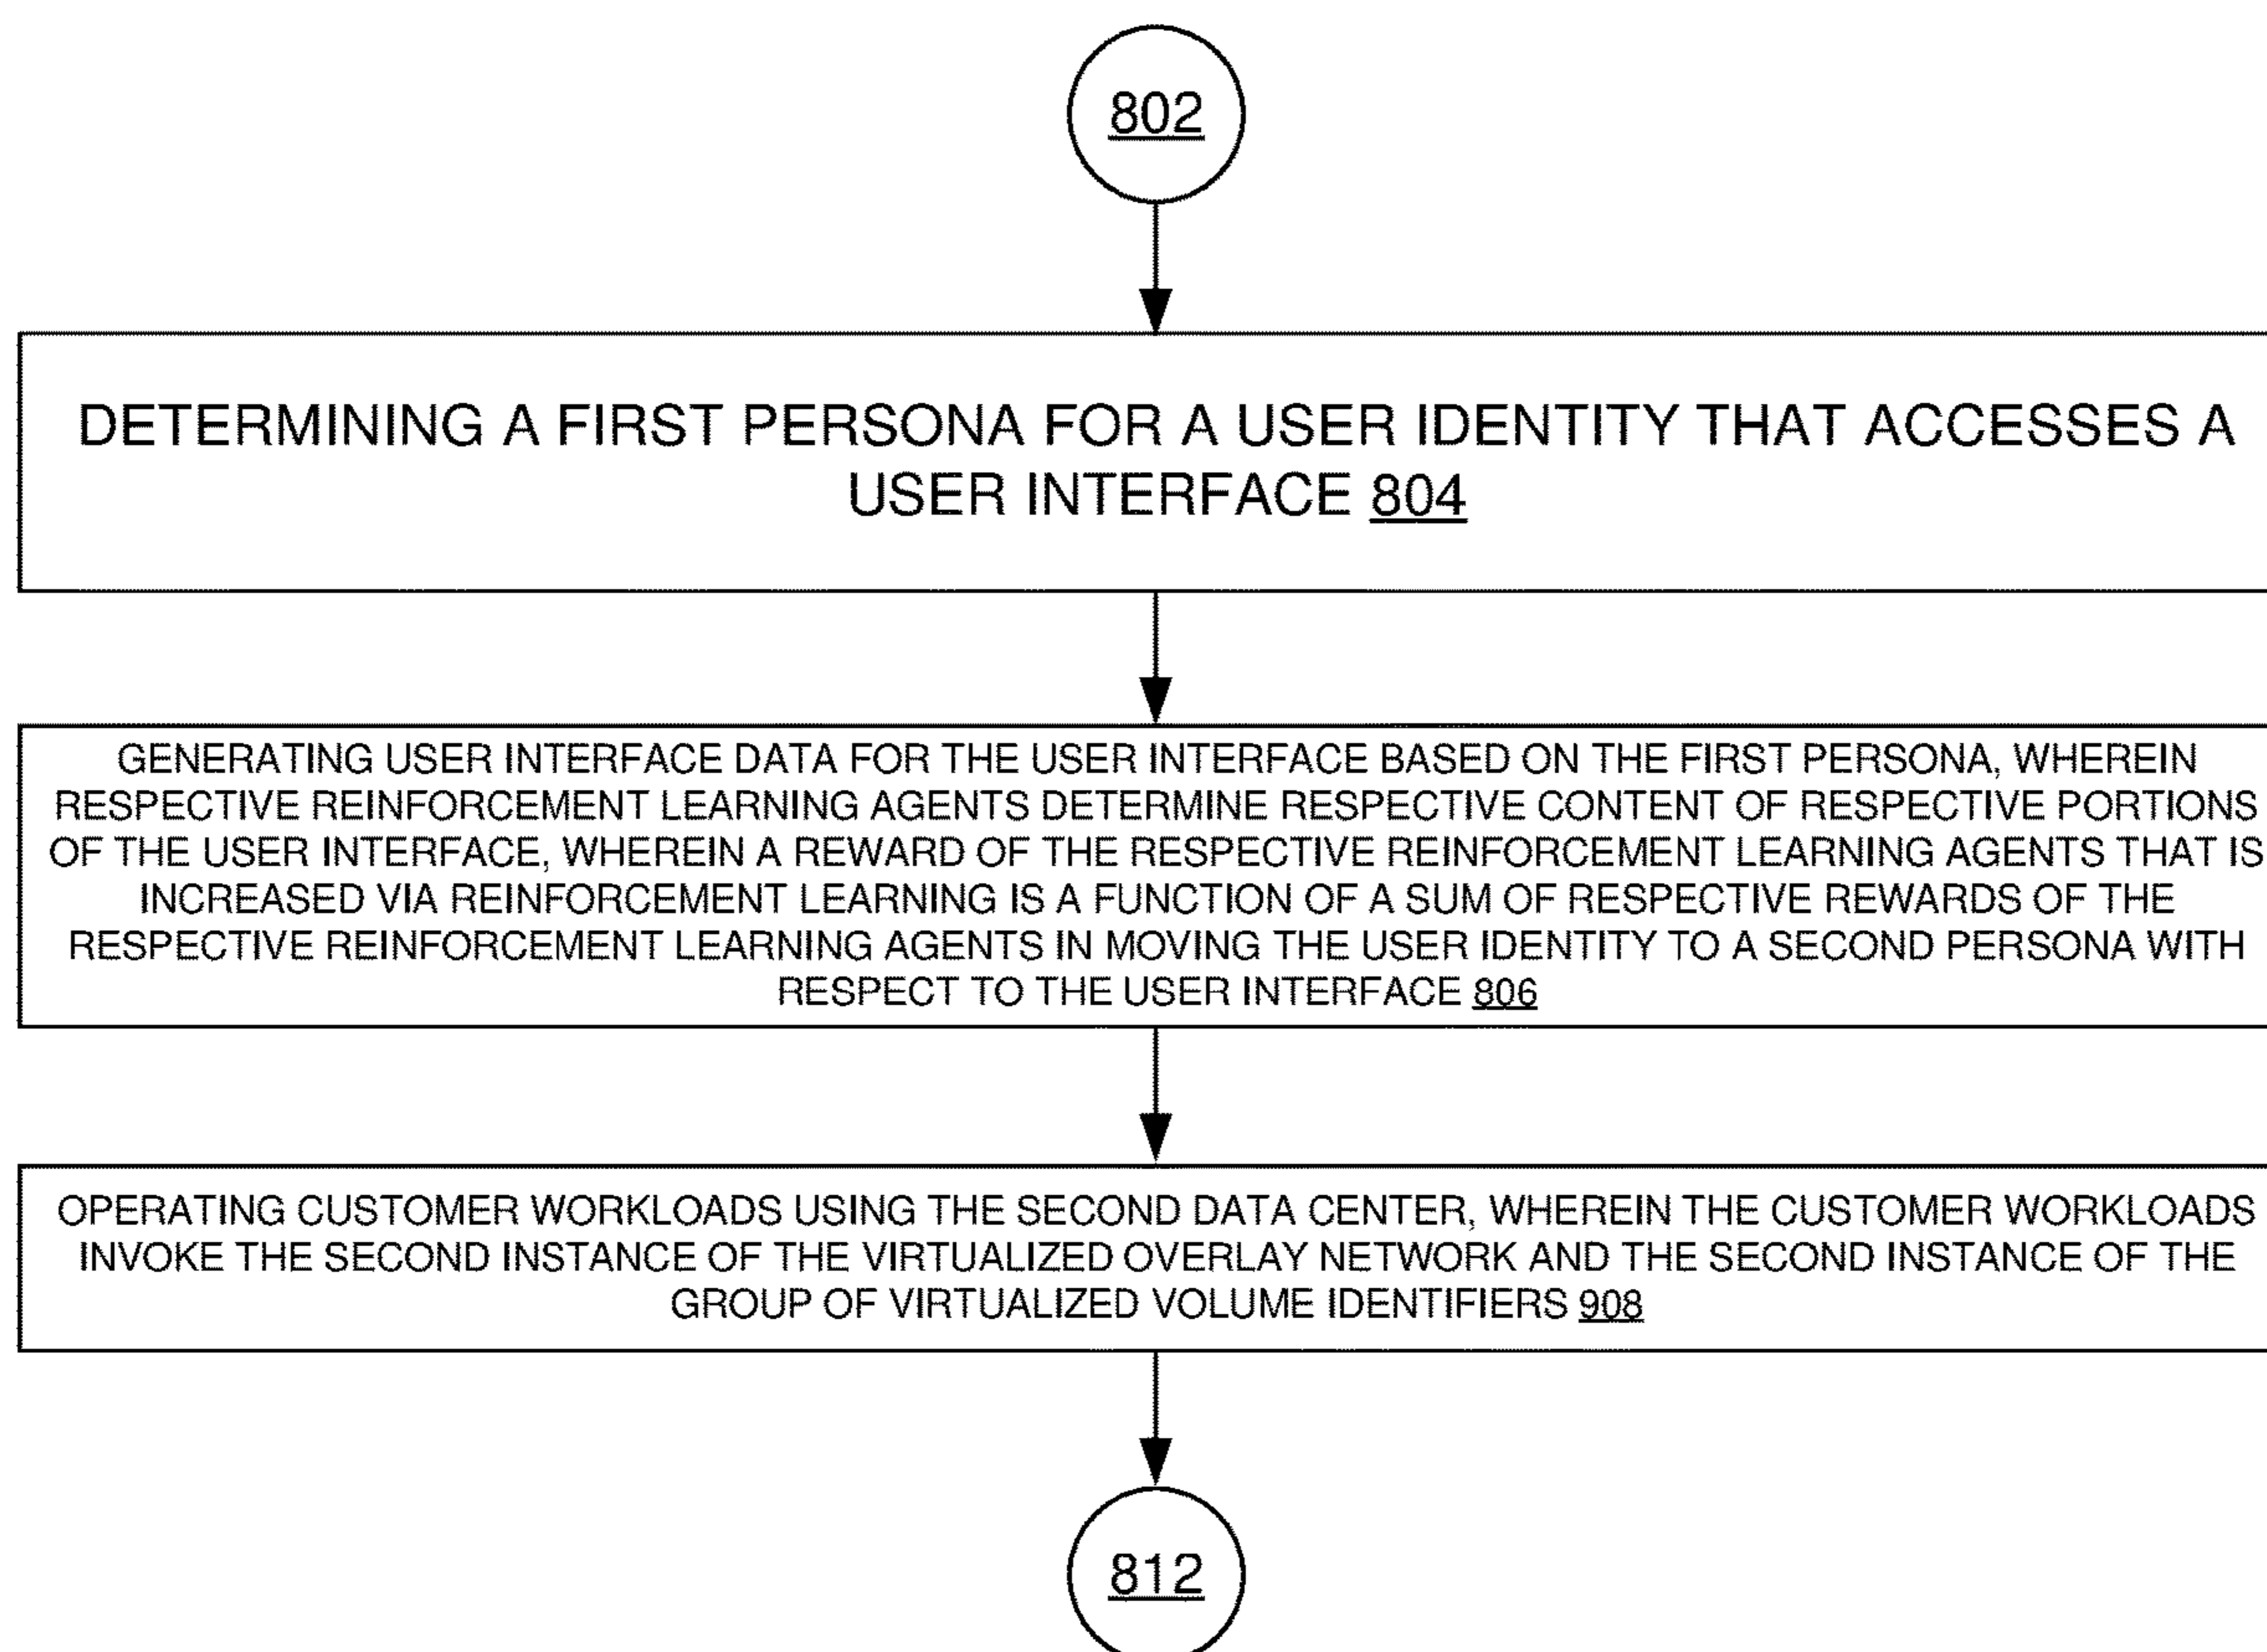 802
DETERMINING A FIRST PERSONA FOR A USER IDENTITY THAT ACCESSES A
USER INTERFACE 804
GENERATING USER INTERFACE DATA FOR THE USER INTERFACE BASED ON THE FIRST PERSONA, WHEREIN
RESPECTIVE REINFORCEMENT LEARNING AGENTS DETERMINE RESPECTIVE CONTENT OF RESPECTIVE PORTIONS
OF THE USER INTERFACE, WHEREIN A REWARD OF THE RESPECTIVE REINFORCEMENT LEARNING AGENTS THAT IS
INCREASED VIA REINFORCEMENT LEARNING IS A FUNCTION OF A SUM OF RESPECTIVE REWARDS OF THE
RESPECTIVE REINFORCEMENT LEARNING AGENTS IN MOVING THE USER IDENTITY TO A SECOND PERSONA WITH
RESPECT TO THE USER INTERFACE 806
OPERATING CUSTOMER WORKLOADS USING THE SECOND DATA CENTER, WHEREIN THE CUSTOMER WORKLOADS
INVOKE THE SECOND INSTANCE OF THE VIRTUALIZED OVERLAY NETWORK AND THE SECOND INSTANCE OF THE
GROUP OF VIRTUALIZED VOLUME IDENTIFIERS 908
812